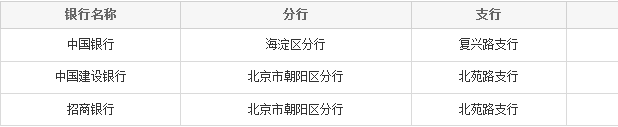 银行名称 分行 支行
中国银行 海淀区分行 复兴路支行
中国建设银行 北京市朝阳区分行 北苑路支行
招商银行 北京市朝阳区分行 北苑路支行